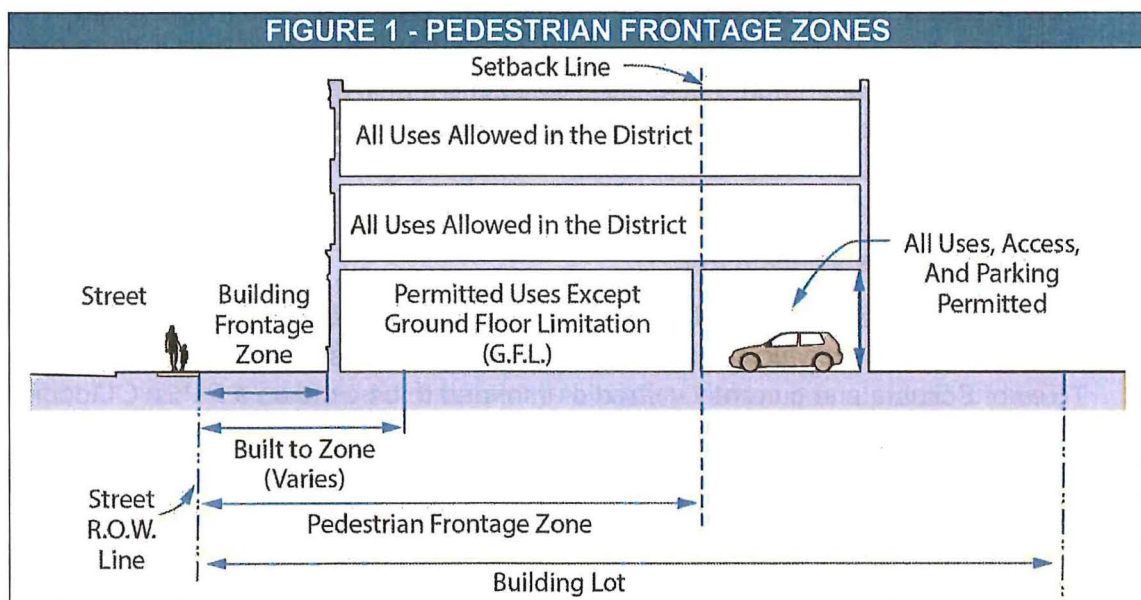 FIGURE 1 - PEDESTRIAN FRONTAGE ZONES
Setback Line
All Uses Allowed in the District
All Uses Allowed in the District
All Uses, Access,
And Parking
Permitted
Street
Building
Frontage
Zone
Permitted Uses Except
Ground Floor Limitation
(G.F.L.)
Built to Zone
(Varies)
Street
R.O.W.
Line
Pedestrian Frontage Zone
Building Lot